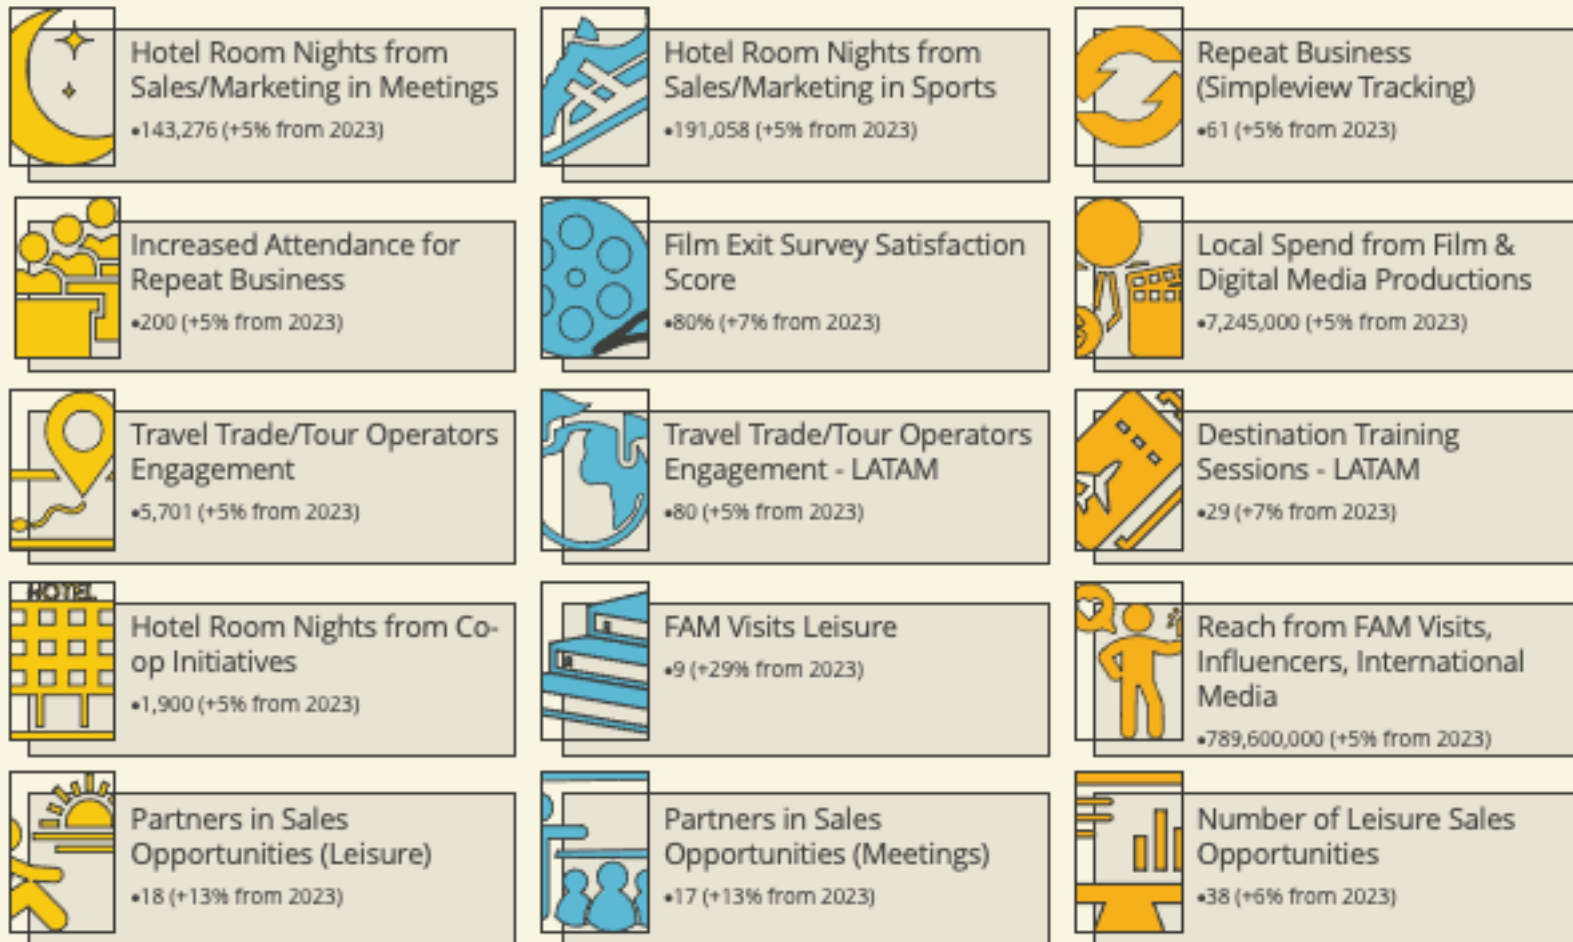 Hotel Room Nights from
Sales/Marketing in Meetings
•143,276 (+5% from 2023)
Hotel Room Nights from
Sales/Marketing in Sports
•191,058 (+5% from 2023)
Repeat Business
(Simpleview Tracking)
•61 (+5% from 2023)
Increased Attendance for
Repeat Business
•200 (+5% from 2023)
Film Exit Survey Satisfaction
Score
•80% (+7% from 2023)
Local Spend from Film &
Digital Media Productions
•7,245,000 (+5% from 2023)
Travel Trade/Tour Operators
Engagement
•5,701 (+5% from 2023)
Travel Trade/Tour Operators
Engagement - LATAM
•80 (+5% from 2023)
Destination Training
Sessions - LATAM
•29 (+7% from 2023)
HOTEL
Hotel Room Nights from Co-
op Initiatives
•1,900 (+5% from 2023)
FAM Visits Leisure
•9 (+29% from 2023)
Reach from FAM Visits,
Influencers, International
Media
•789,600,000 (+5% from 2023)
Partners in Sales
Opportunities (Leisure)
•18 (+13% from 2023)
Partners in Sales
Opportunities (Meetings)
•17 (+13% from 2023)
Number of Leisure Sales
Opportunities
•38 (+6% from 2023)